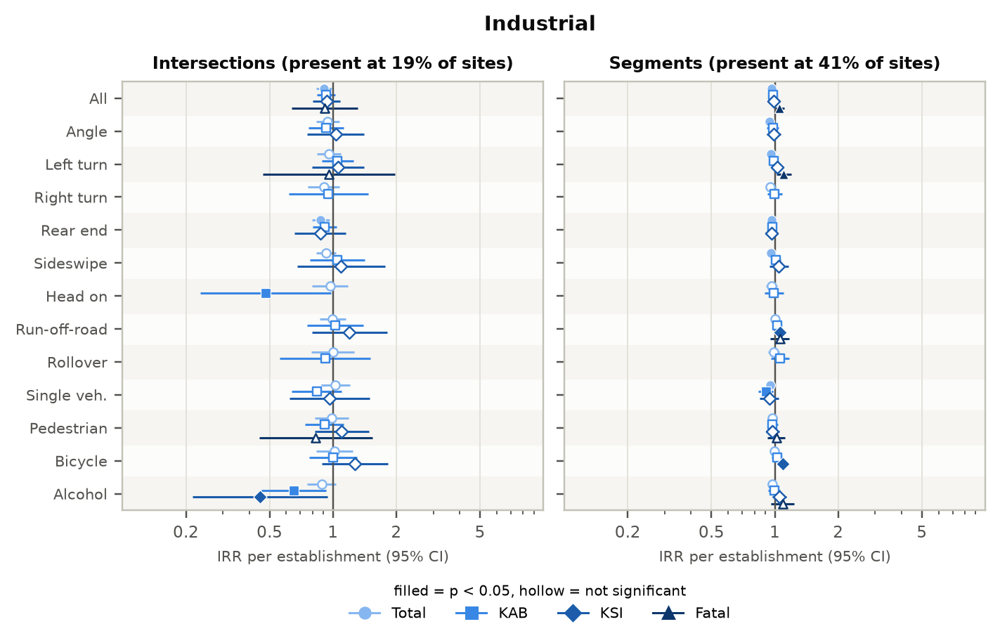 Industrial
Intersections (present at 19% of sites)
Segments (present at 41% of sites)
All
Angle
Left turn
Right turn
Rear end
Sideswipe
Head on
Run-off-road
Rollover
Single veh.
Pedestrian
Bicycle
Alcohol
0.2 0.5 1 2 5
0.2 0.5 1 2 5
IRR per establishment (95% CI)
IRR per establishment (95% CI)
filled = p < 0.05, hollow = not significant
Total KAB KSI Fatal